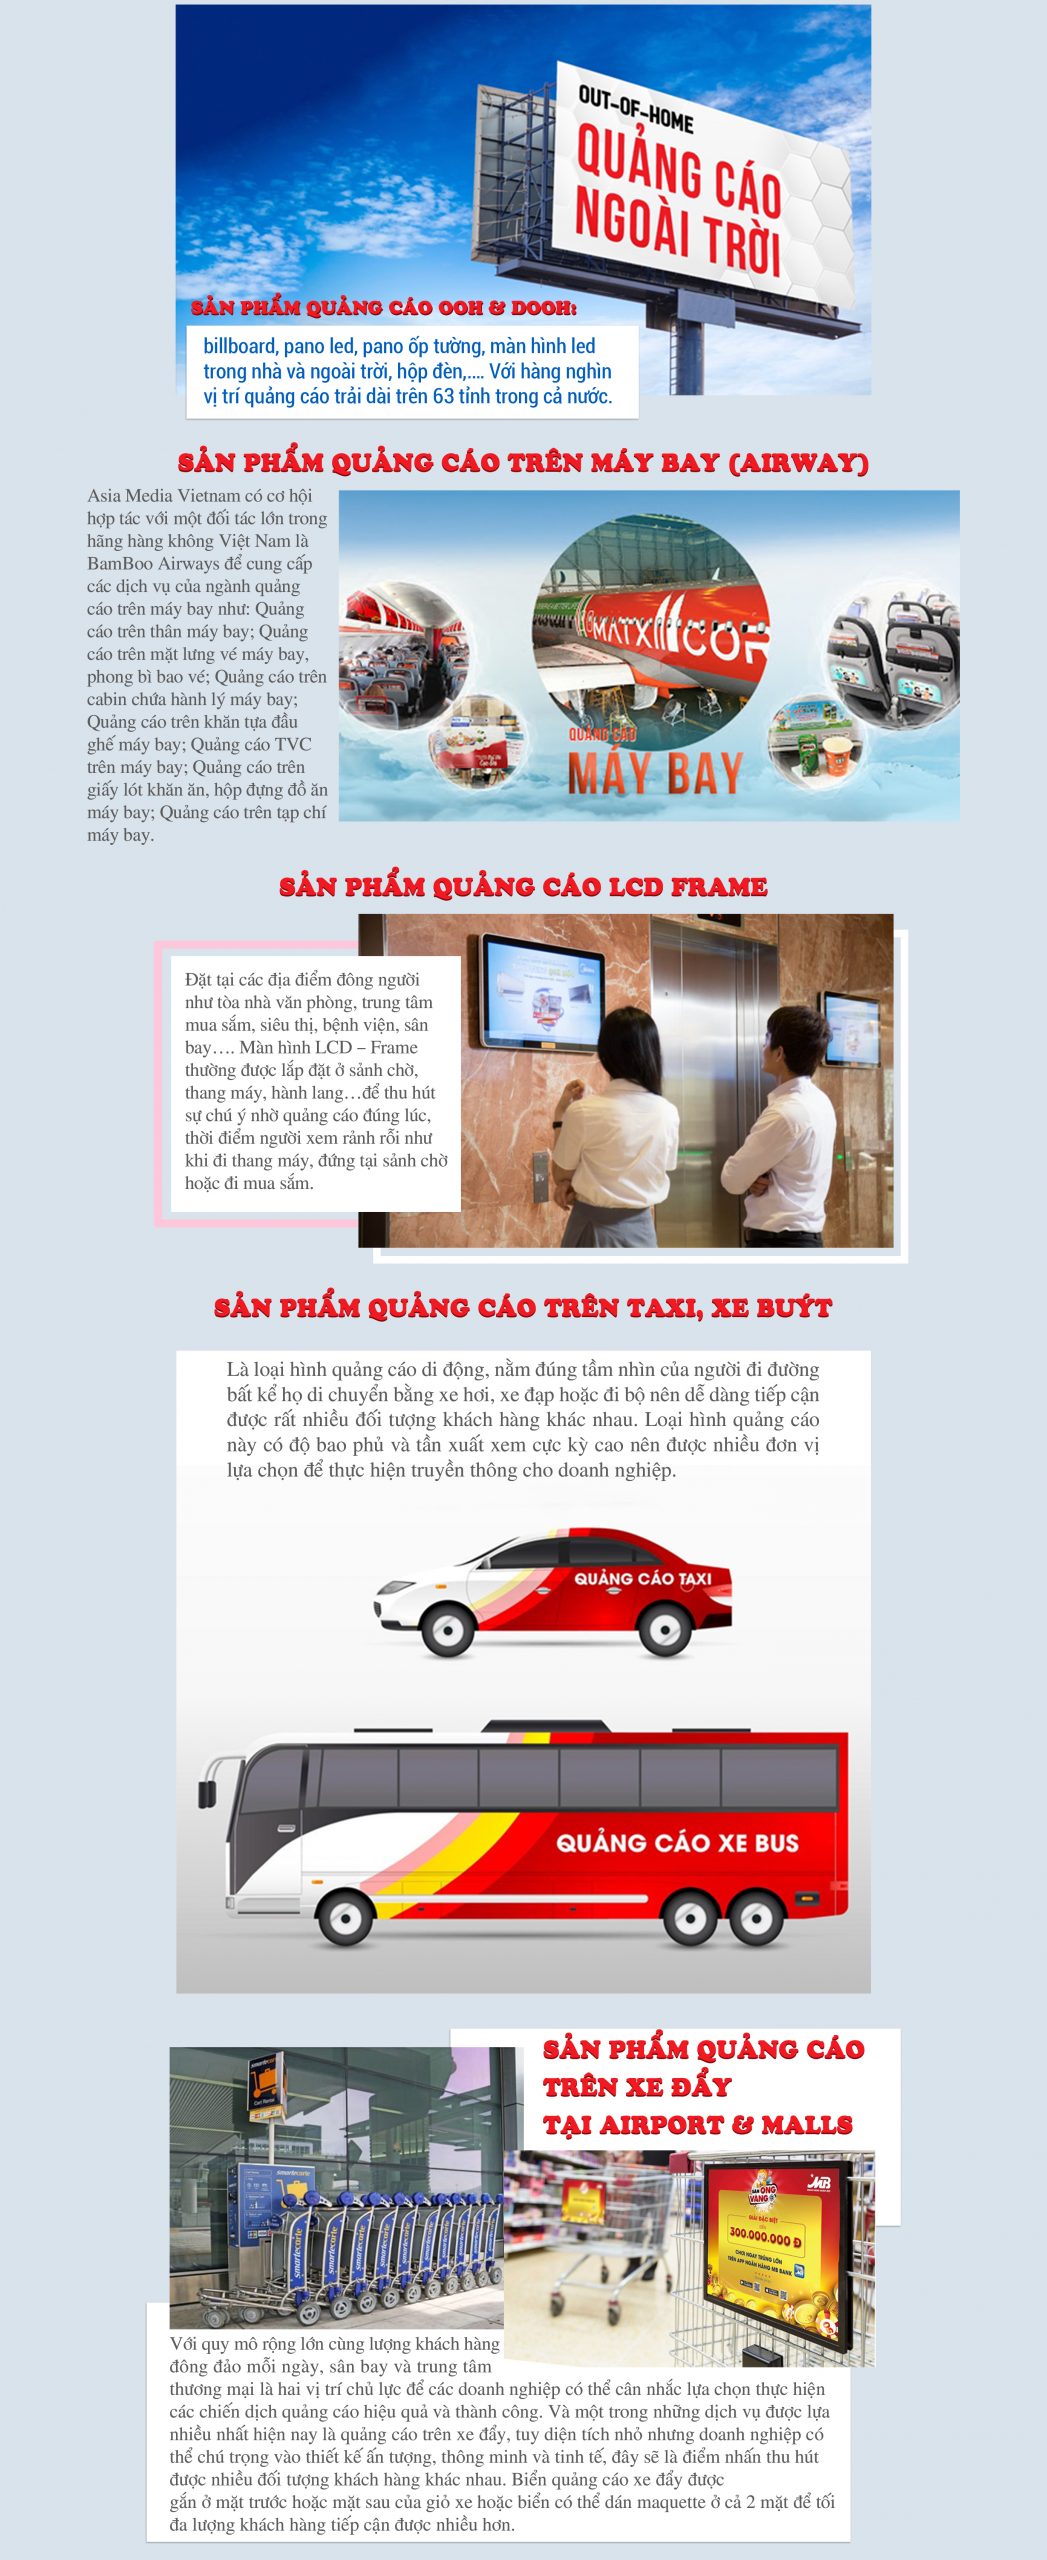 OUT-OF-HOME
QUẢNG CÁO
NGOÀI TRỜI
SẢN PHẨM QUẢNG CÁO OOH & DOOH:
billboard, pano led, pano ốp tường, màn hình led
trong nhà và ngoài trời, hộp đèn,.... Với hàng nghìn
vị trí quảng cáo trải dài trên 63 tỉnh trong cả nước.
SẢN PHẨM QUẢNG CÁO TRÊN MÁY BAY (AIRWAY)
Asia Media Vietnam có cơ hội
hợp tác với một đối tác lớn trong
hãng hàng không Việt Nam là
BamBoo Airways để cung cấp
các dịch vụ của ngành quảng
cáo trên máy bay như: Quảng
cáo trên thân máy bay; Quảng
cáo trên mặt lưng vé máy bay,
phong bì bao vé; Quảng cáo trên
cabin chứa hành lý máy bay;
Quảng cáo trên khăn tựa đầu
ghế máy bay; Quảng cáo TVC
trên máy bay; Quảng cáo trên
giấy lót khăn ăn, hộp đựng đồ ăn
máy bay; Quảng cáo trên tạp chí
máy bay.
MATXI COR
QUẢNG CÁO
MÁY BAY
SẢN PHẨM QUẢNG CÁO LCD FRAME
Đặt tại các địa điểm đông người
như tòa nhà văn phòng, trung tâm
mua sắm, siêu thị, bệnh viện, sân
bay.... Màn hình LCD – Frame
thường được lắp đặt ở sảnh chờ,
thang máy, hành lang...để thu hút
sự chú ý nhờ quảng cáo đúng lúc,
thời điểm người xem rảnh rỗi như
khi đi thang máy, đứng tại sảnh chờ
hoặc đi mua sắm.
SẢN PHẨM QUẢNG CÁO TRÊN TAXI, XE BUÝT
Là loại hình quảng cáo di động, nằm đúng tầm nhìn của người đi đường
bất kể họ di chuyển bằng xe hơi, xe đạp hoặc đi bộ nên dễ dàng tiếp cận
được rất nhiều đối tượng khách hàng khác nhau. Loại hình quảng cáo
này có độ bao phủ và tần xuất xem cực kỳ cao nên được nhiều đơn vị
lựa chọn để thực hiện truyền thông cho doanh nghiệp.
QUẢNG CÁO TAXI
QUẢNG CÁO XE BUS
SẢN PHẨM QUẢNG CÁO
TRÊN XE ĐẨY
TẠI AIRPORT & MALLS
smartecarte
Cart Rental
smartecarte
smartecarte
SĂN ONG
VÀNG
MB
GIẢI ĐẶC BIỆT
300.000.000 Đ
CHƠI NGAY TRÚNG LỚN
TRÊN APP NGÂN HÀNG MB BANK
Với quy mô rộng lớn cùng lượng khách hàng
đông đảo mỗi ngày, sân bay và trung tâm
thương mại là hai vị trí chủ lực để các doanh nghiệp có thể cân nhắc lựa chọn thực hiện
các chiến dịch quảng cáo hiệu quả và thành công. Và một trong những dịch vụ được lựa
nhiều nhất hiện nay là quảng cáo trên xe đẩy, tuy diện tích nhỏ nhưng doanh nghiệp có
thể chú trọng vào thiết kế ấn tượng, thông minh và tinh tế, đây sẽ là điểm nhấn thu hút
được nhiều đối tượng khách hàng khác nhau. Biển quảng cáo xe đẩy được
gắn ở mặt trước hoặc mặt sau của giỏ xe hoặc biển có thể dán maquette ở cả 2 mặt để tối
đa lượng khách hàng tiếp cận được nhiều hơn.